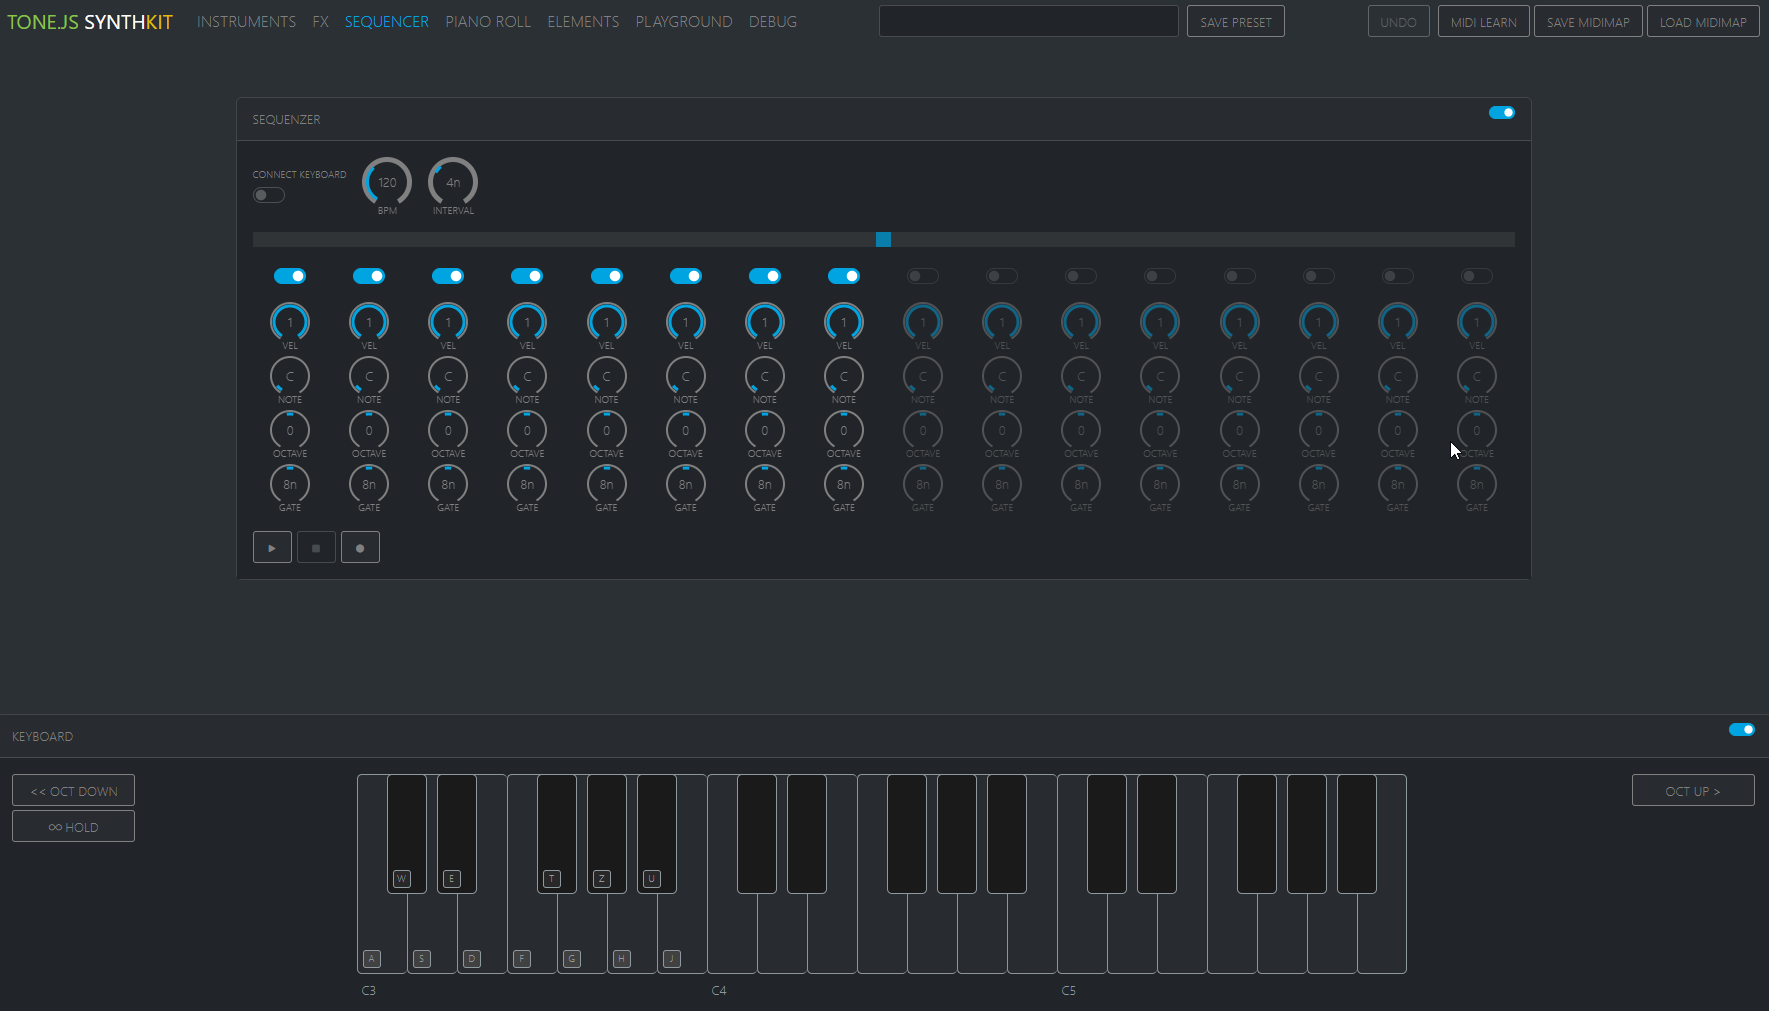 TONE.JS SYNTHKIT INSTRUMENTS FX SEQUENCER PIANO ROLL ELEMENTS PLAYGROUND DEBUG SAVE PRESET UNDO MIDI LEARN SAVE MIDIMAP LOAD MIDIMAP
SEQUENZER
CONNECT KEYBOARD
120 4n
BPM INTERVAL
1 1 1 1 1 1 1 1 1 1 1 1 1 1 1 1
VEL VEL VEL VEL VEL VEL VEL VEL VEL VEL VEL VEL VEL VEL VEL VEL
C C C C C C C C C C C C C C C C
NOTE NOTE NOTE NOTE NOTE NOTE NOTE NOTE NOTE NOTE NOTE NOTE NOTE NOTE NOTE NOTE
0 0 0 0 0 0 0 0 0 0 0 0 0 0 0 0
OCTAVE OCTAVE OCTAVE OCTAVE OCTAVE OCTAVE OCTAVE OCTAVE OCTAVE OCTAVE OCTAVE OCTAVE OCTAVE OCTAVE OCTAVE OCTAVE
8n 8n 8n 8n 8n 8n 8n 8n 8n 8n 8n 8n 8n 8n 8n 8n
GATE GATE GATE GATE GATE GATE GATE GATE GATE GATE GATE GATE GATE GATE GATE GATE
KEYBOARD
<< OCT DOWN OCT UP >
∞ HOLD
W E T Z U
A S D F G H J
C3 C4 C5